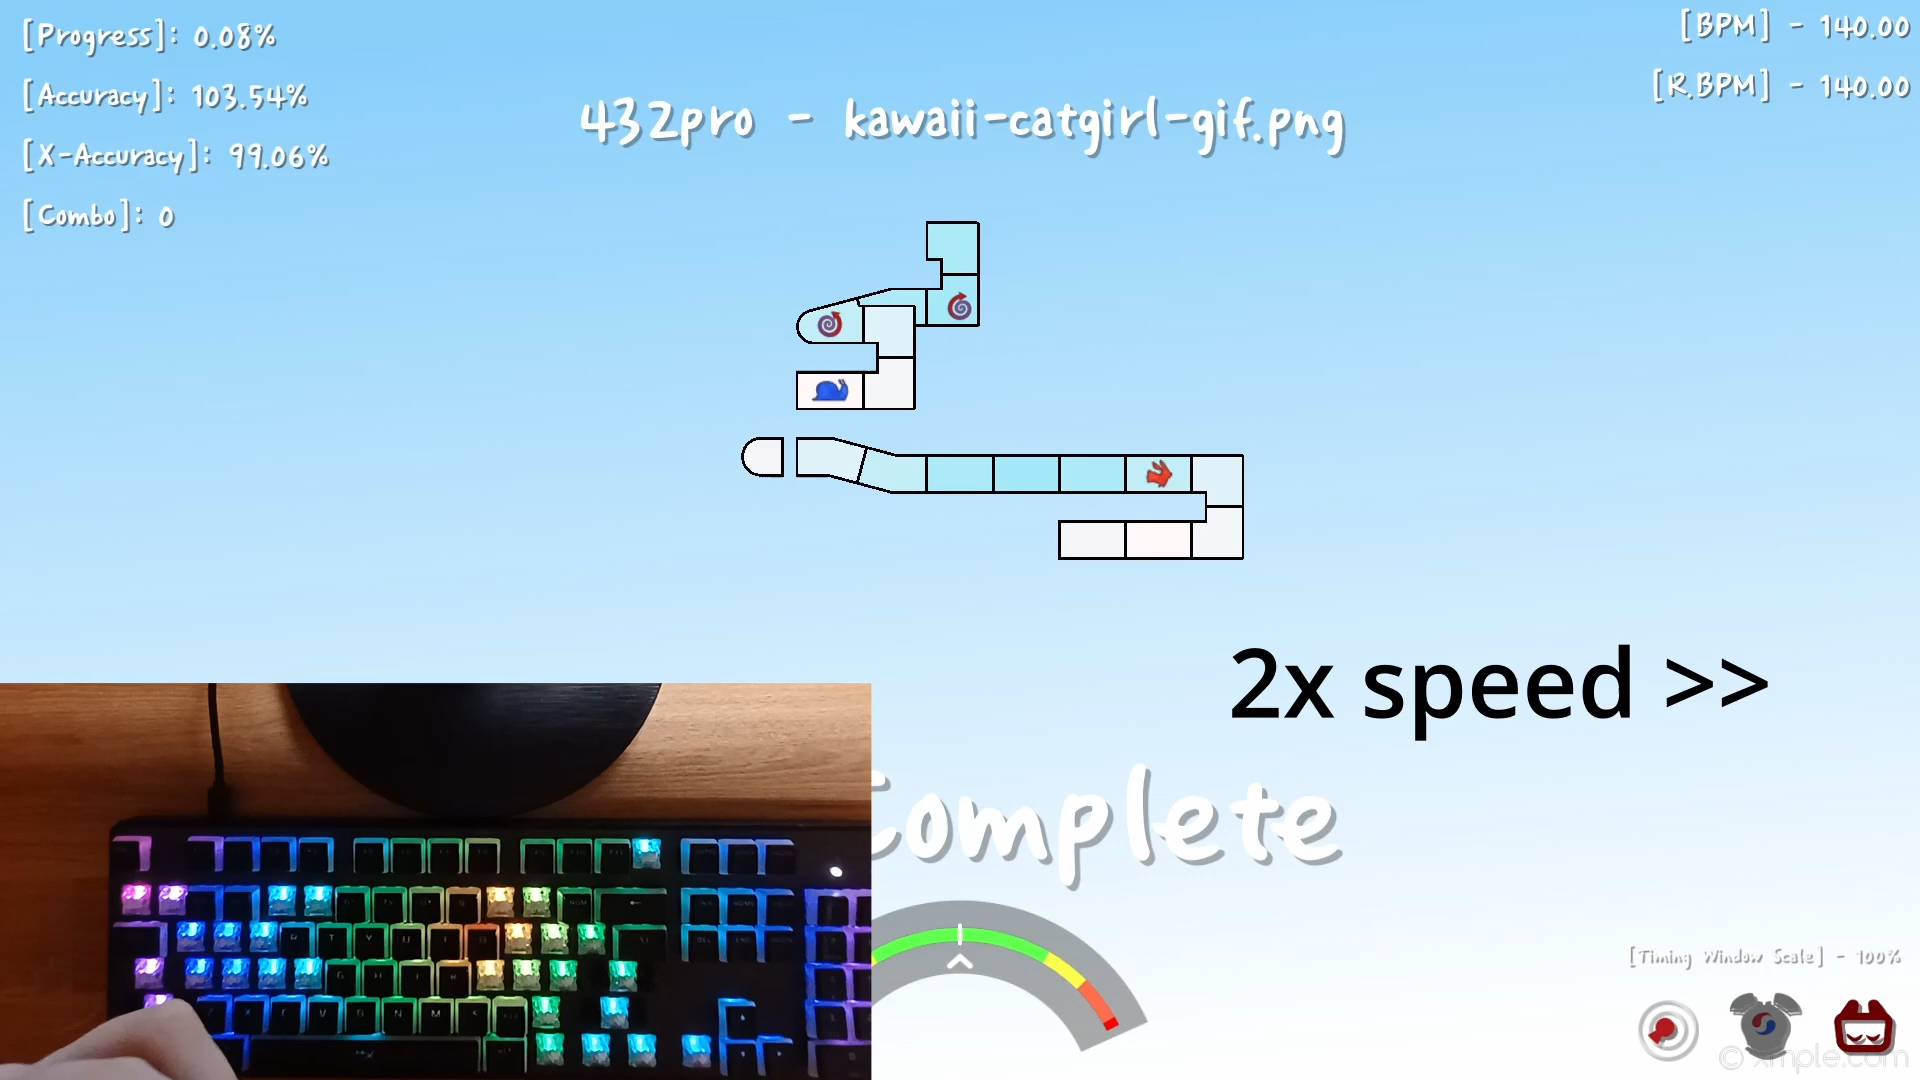 [Progress]: 0.08%
[BPM] - 140.00
[Accuracy]: 103.54%
[R.BPM] - 140.00
432pro - kawaii-catgirl-gif.png
[X-Accuracy]: 99.06%
[Combo]: 0
2x speed >>
Complete
[Timing Window Scale] - 100%